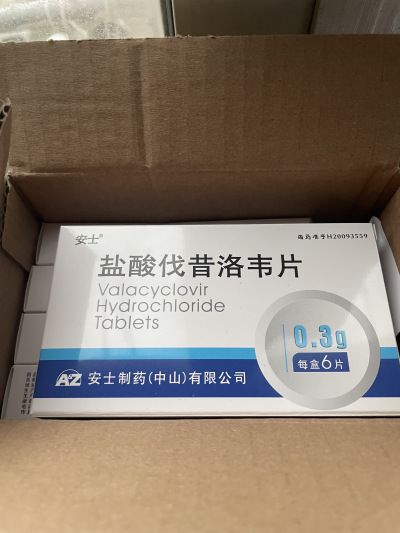 安士®
国药准字H20093559
盐酸伐昔洛韦片
Valacyclovir
Hydrochloride
Tablets
0.3g
每盒6片
A-Z 安士制药(中山)有限公司